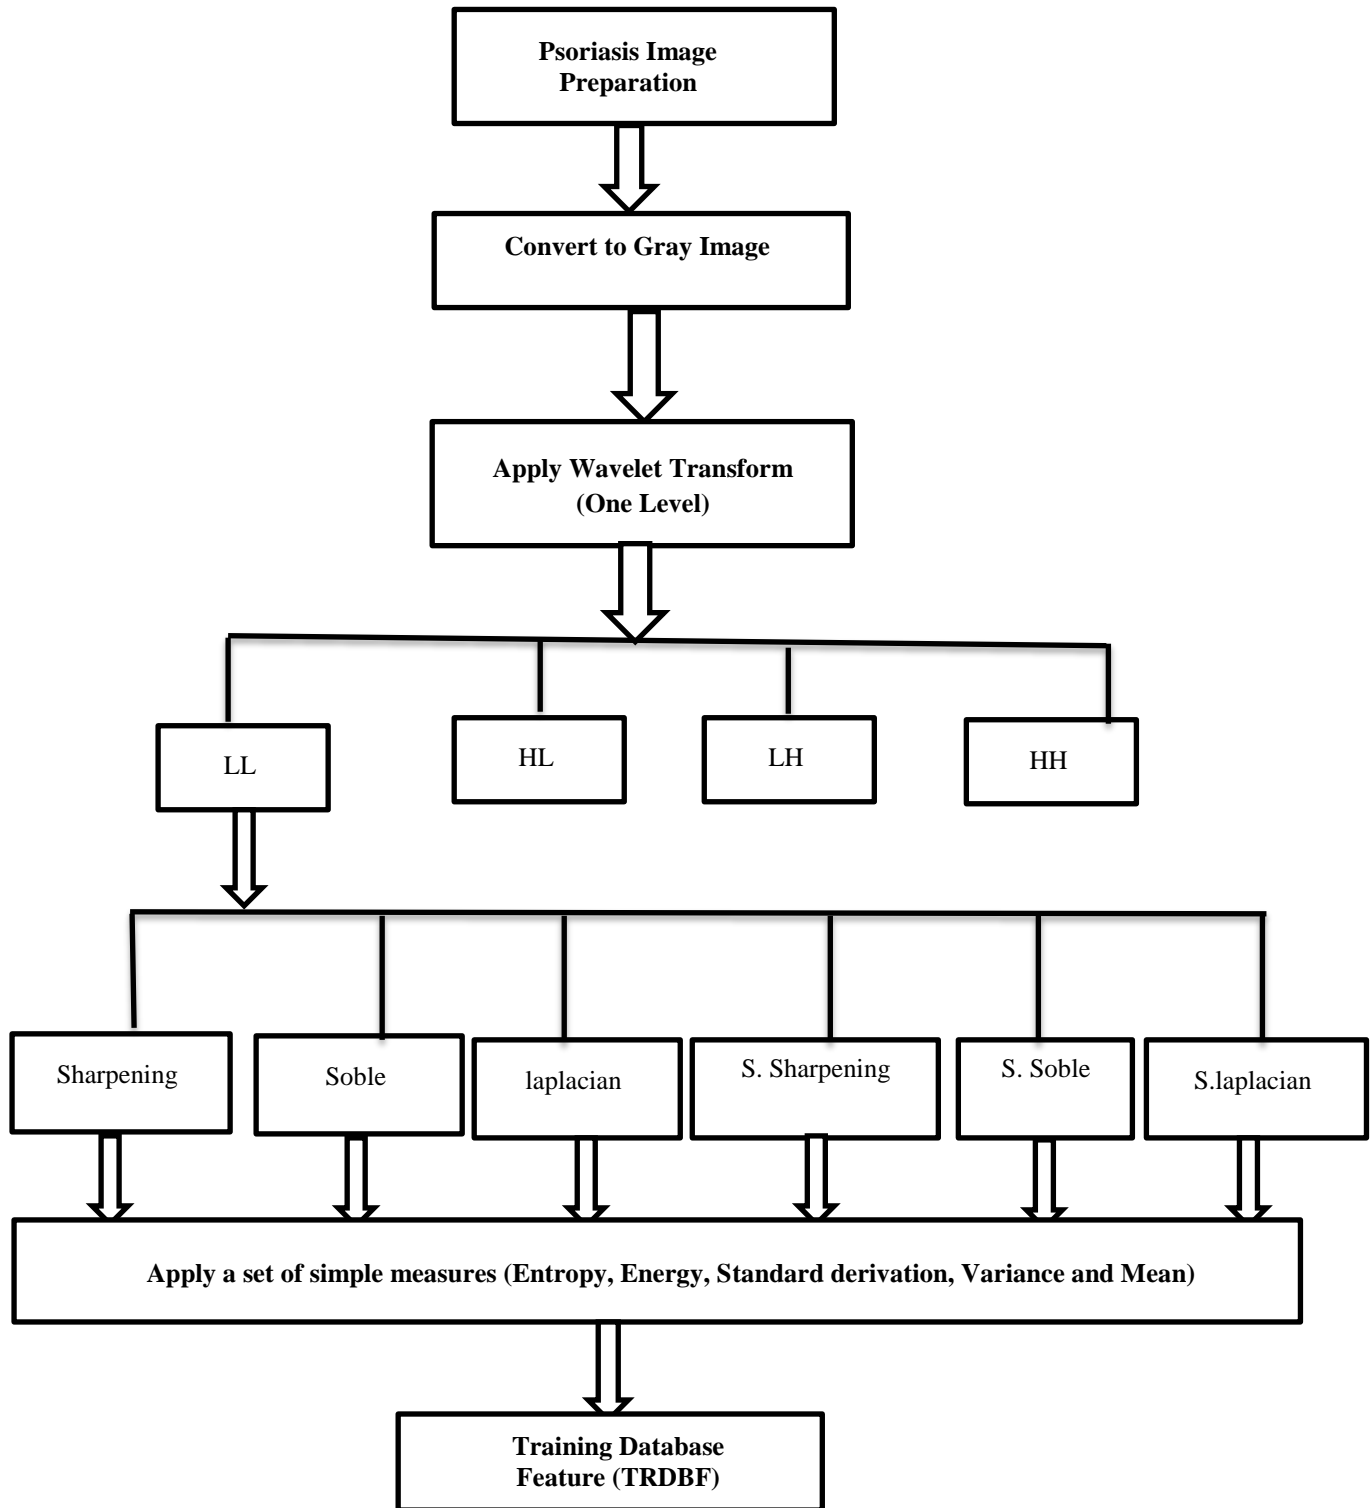 Psoriasis Image
Preparation
Convert to Gray Image
Apply Wavelet Transform
(One Level)
LL
HL
LH
HH
Sharpening
Soble
laplacian
S. Sharpening
S. Soble
S.laplacian
Apply a set of simple measures (Entropy, Energy, Standard derivation, Variance and Mean)
Training Database
Feature (TRDBF)